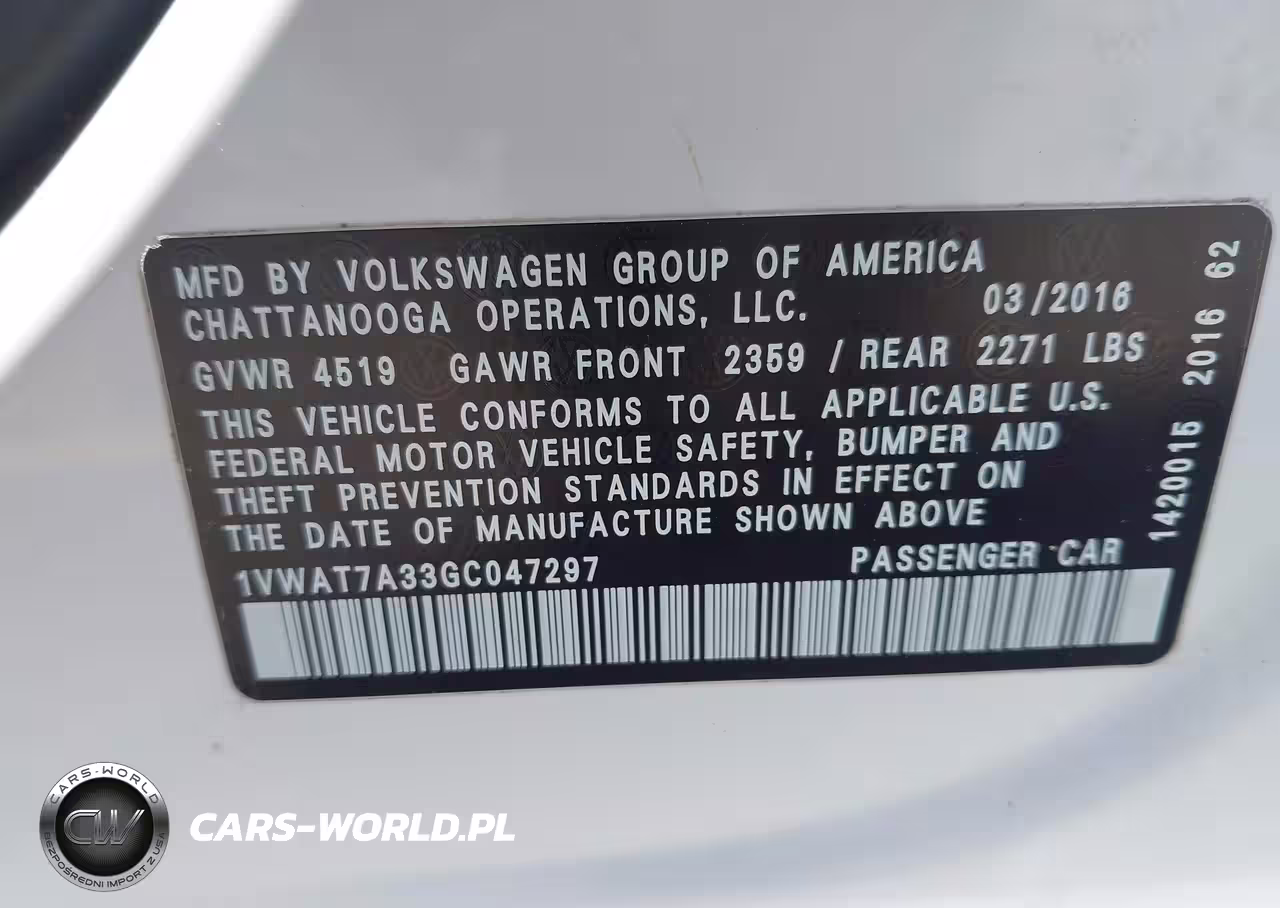 MFD BY VOLKSWAGEN GROUP OF AMERICA
CHATTANOOGA OPERATIONS, LLC. 03/2016
GVWR 4519 GAWR FRONT 2359 / REAR 2271 LBS
THIS VEHICLE CONFORMS TO ALL APPLICABLE U.S.
FEDERAL MOTOR VEHICLE SAFETY, BUMPER AND
THEFT PREVENTION STANDARDS IN EFFECT ON
THE DATE OF MANUFACTURE SHOWN ABOVE
1VWAT7A33GC047297 PASSENGER CAR
1420015 2016 62
CARS-WORLD
CW
BEZPOŚREDNI IMPORT Z USA
CARS-WORLD.PL